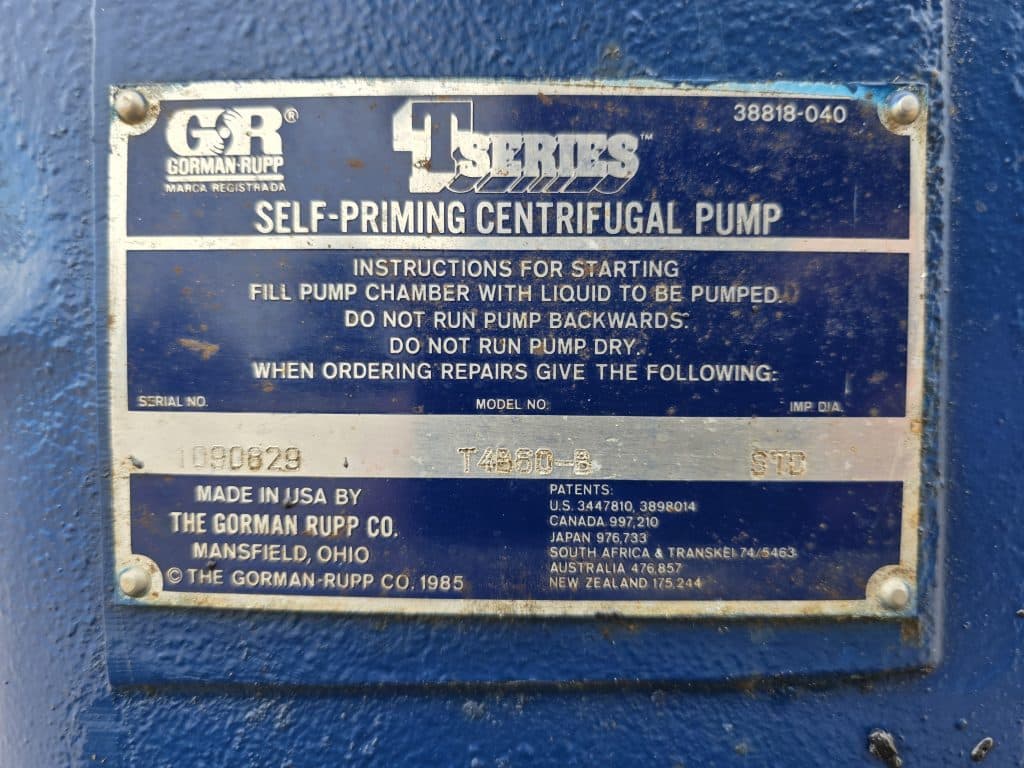 GR®
GORMAN-RUPP
MARCA REGISTRADA
T SERIES™
38818-040
SELF-PRIMING CENTRIFUGAL PUMP
INSTRUCTIONS FOR STARTING
FILL PUMP CHAMBER WITH LIQUID TO BE PUMPED.
DO NOT RUN PUMP BACKWARDS.
DO NOT RUN PUMP DRY.
WHEN ORDERING REPAIRS GIVE THE FOLLOWING:
SERIAL NO. MODEL NO. IMP. DIA.
1090829 T4B60-B STD
MADE IN USA BY
THE GORMAN RUPP CO.
MANSFIELD, OHIO
© THE GORMAN-RUPP CO. 1985
PATENTS:
U.S. 3447810, 3898014
CANADA 997,210
JAPAN 976,733
SOUTH AFRICA & TRANSKEI 74/5463
AUSTRALIA 476,857
NEW ZEALAND 175,244